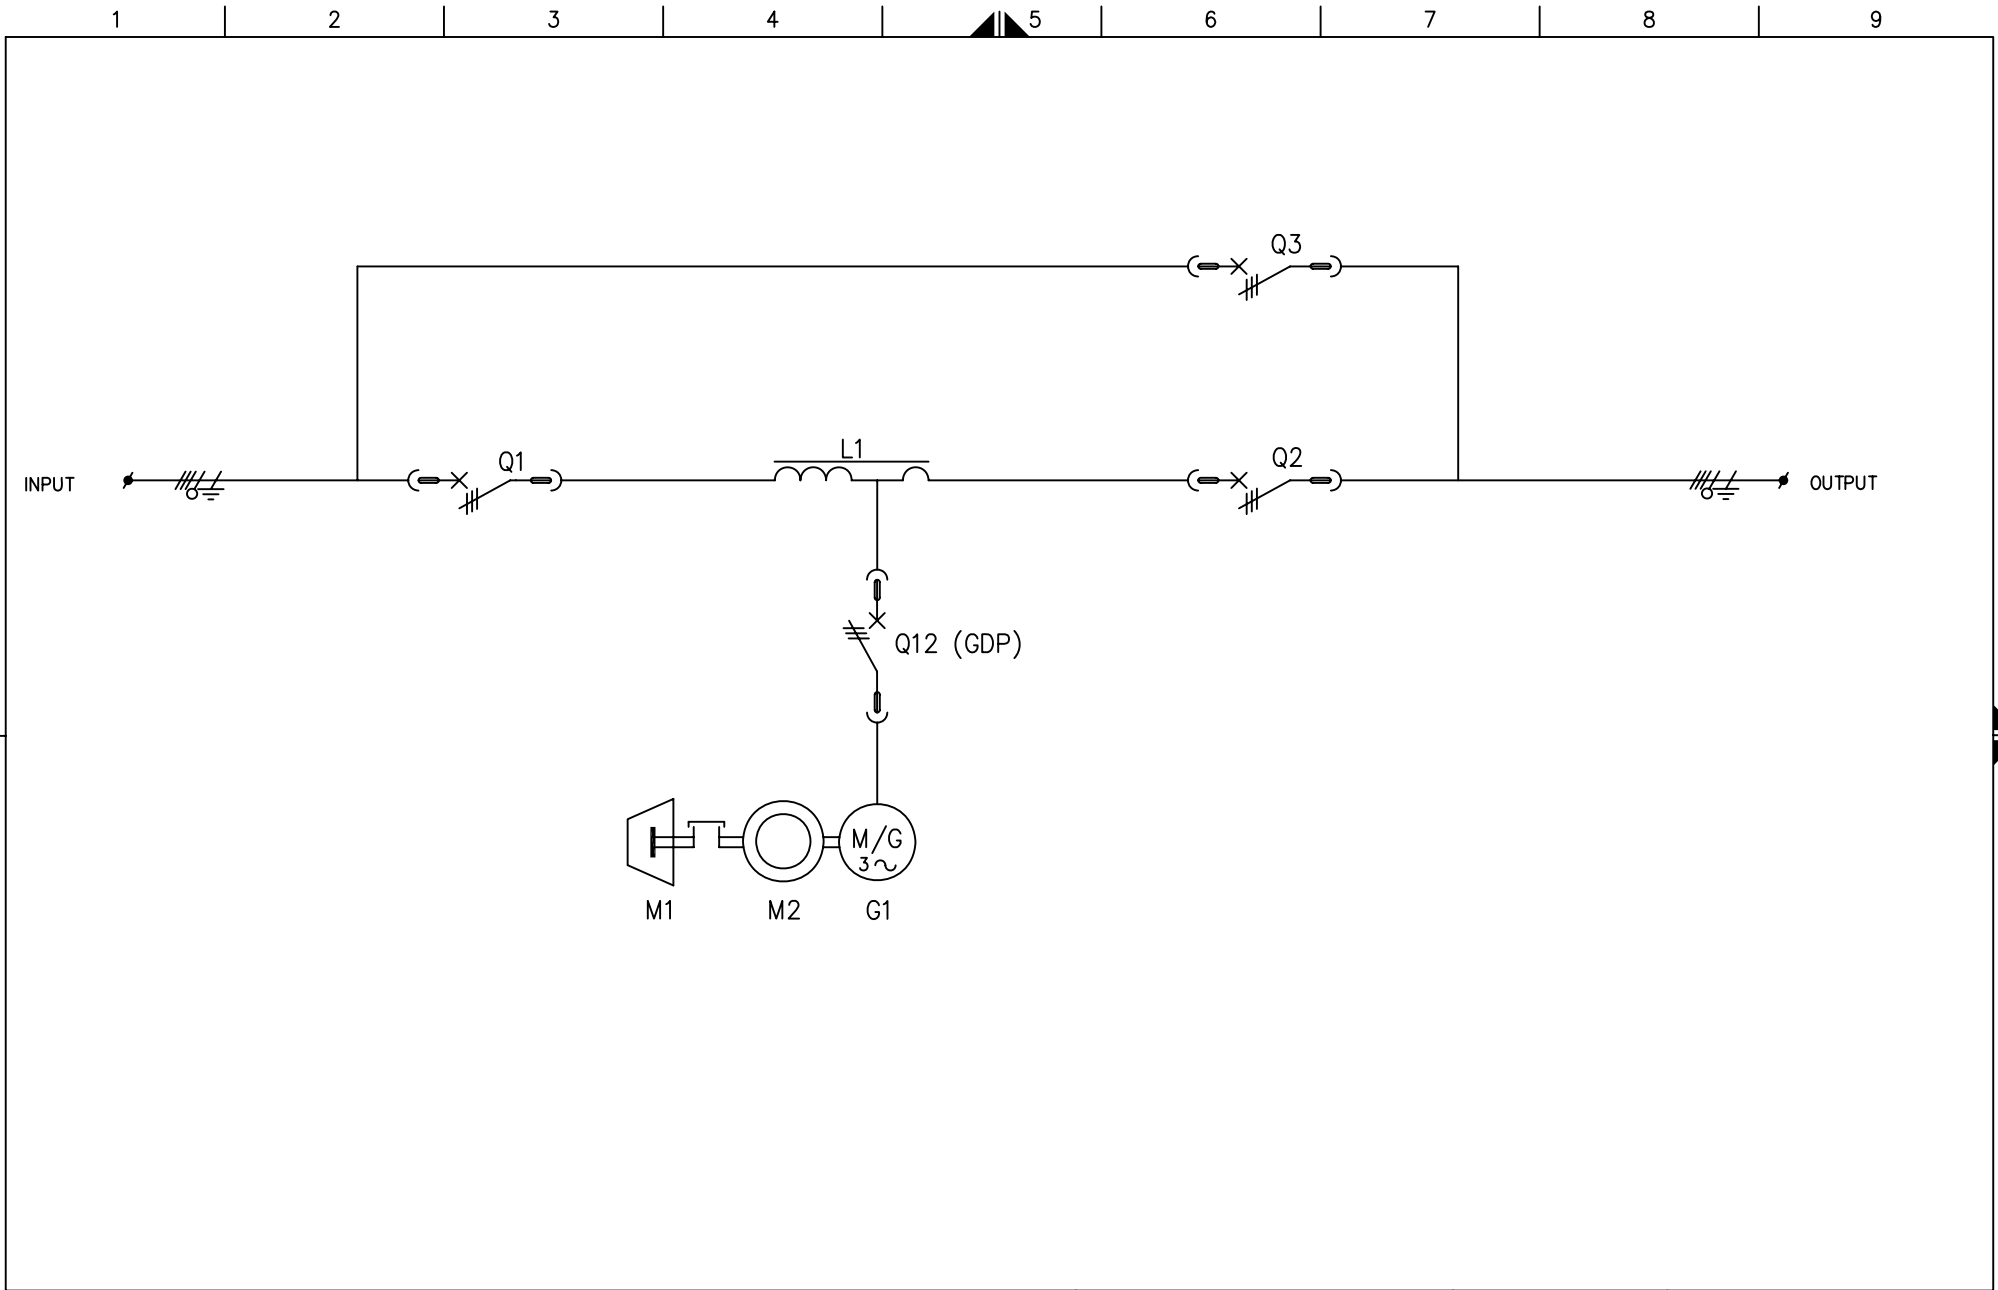 1 2 3 4 5 6 7 8 9
Q3
L1
Q1
Q2
INPUT
OUTPUT
Q12 (GDP)
M/G
3~
M1 M2 G1